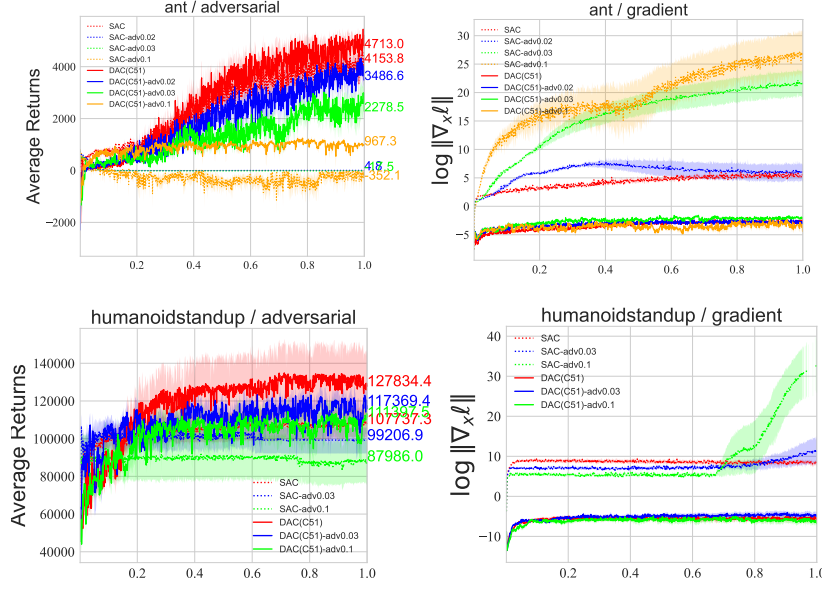 ant / adversarial
Average Returns
4000
2000
0
−2000
0.2 0.4 0.6 0.8 1.0
SAC
SAC-adv0.02
SAC-adv0.03
SAC-adv0.1
DAC(C51)
DAC(C51)-adv0.02
DAC(C51)-adv0.03
DAC(C51)-adv0.1
4713.0
4153.8
3486.6
2278.5
967.3
4.8
-352.1
ant / gradient
log ||∇ₓℓ||
30
25
20
15
10
5
0
−5
0.2 0.4 0.6 0.8 1.0
SAC
SAC-adv0.02
SAC-adv0.03
SAC-adv0.1
DAC(C51)
DAC(C51)-adv0.02
DAC(C51)-adv0.03
DAC(C51)-adv0.1
humanoidstandup / adversarial
Average Returns
140000
120000
100000
80000
60000
40000
0.2 0.4 0.6 0.8 1.0
127834.4
117369.4
111397.5
107737.3
99206.9
87986.0
SAC
SAC-adv0.03
SAC-adv0.1
DAC(C51)
DAC(C51)-adv0.03
DAC(C51)-adv0.1
humanoidstandup / gradient
log ||∇ₓℓ||
40
30
20
10
0
−10
0.2 0.4 0.6 0.8 1.0
SAC
SAC-adv0.03
SAC-adv0.1
DAC(C51)
DAC(C51)-adv0.03
DAC(C51)-adv0.1